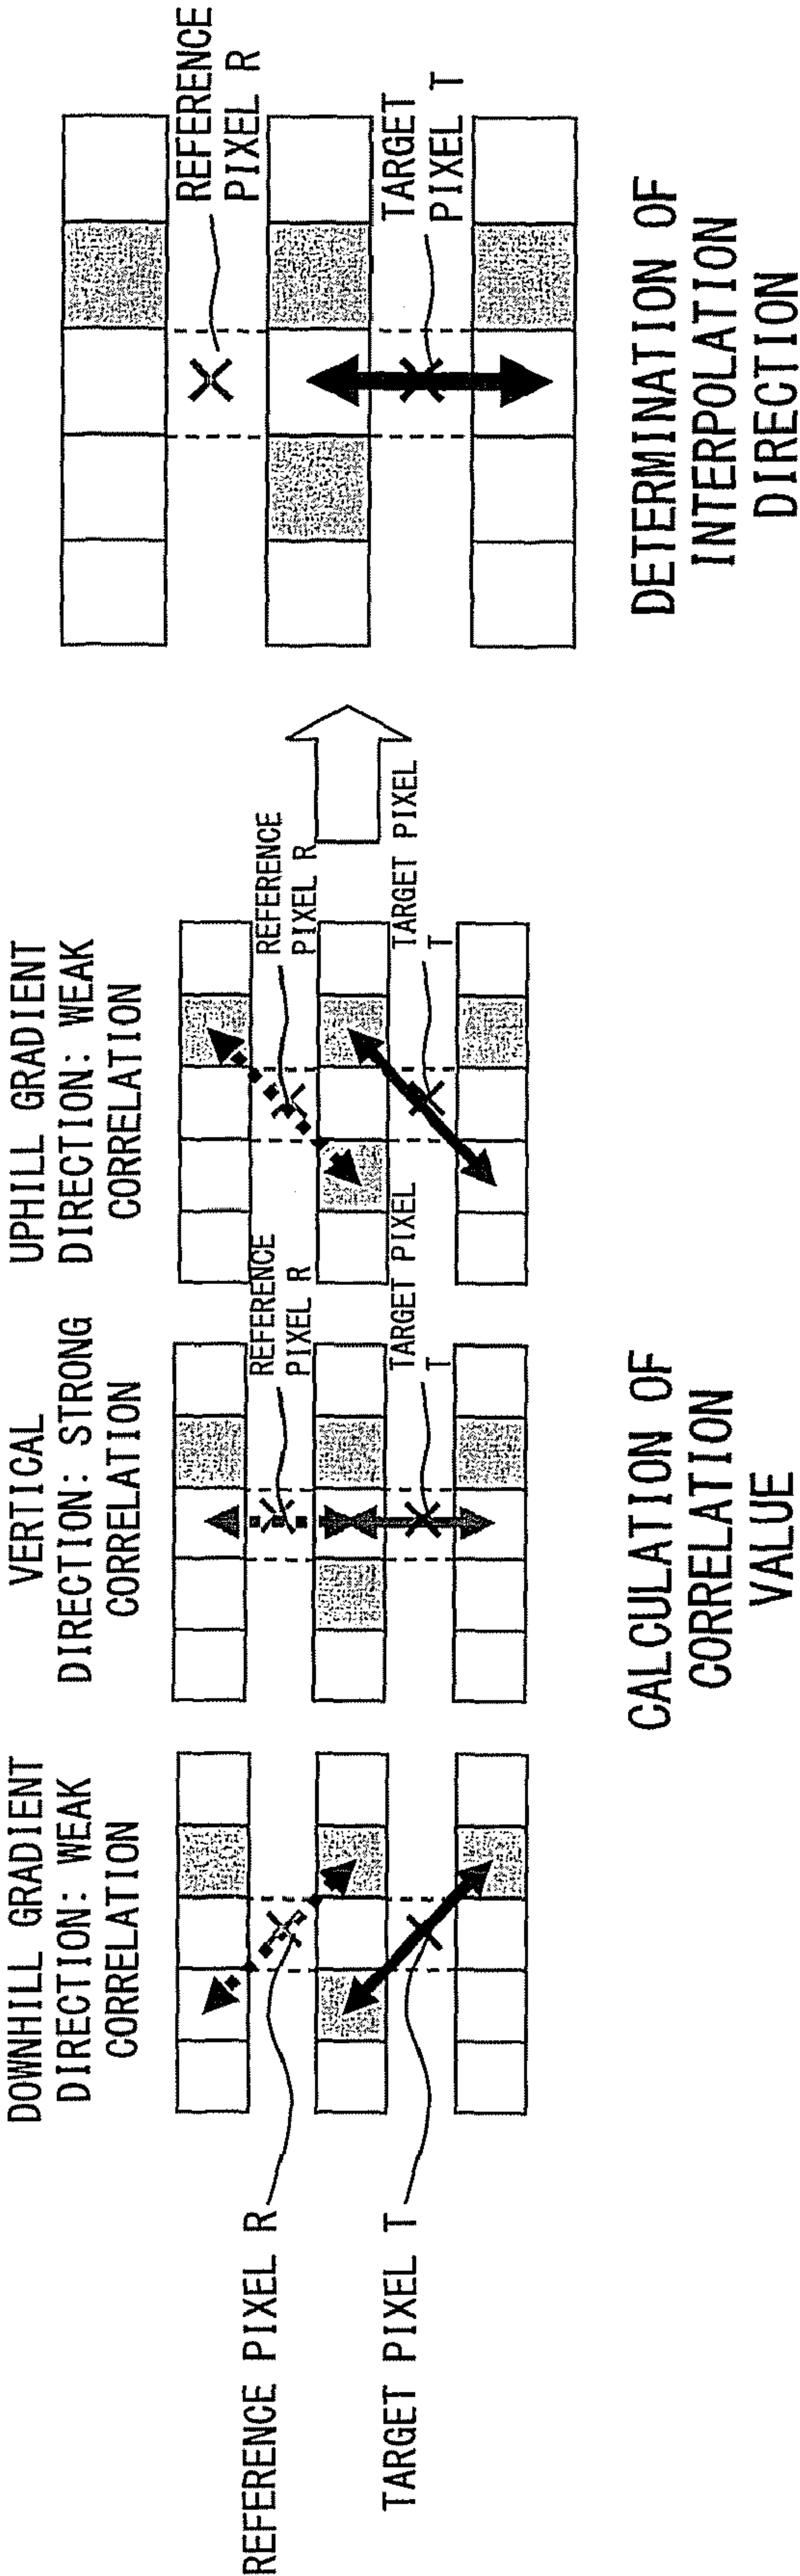 DOWNHILL GRADIENT
DIRECTION: WEAK
CORRELATION
VERTICAL
DIRECTION: STRONG
CORRELATION
UPHILL GRADIENT
DIRECTION: WEAK
CORRELATION
REFERENCE PIXEL R
TARGET PIXEL T
REFERENCE
PIXEL R
TARGET PIXEL
T
REFERENCE
PIXEL R
TARGET PIXEL
T
REFERENCE
PIXEL R
TARGET
PIXEL T
CALCULATION OF
CORRELATION
VALUE
DETERMINATION OF
INTERPOLATION
DIRECTION